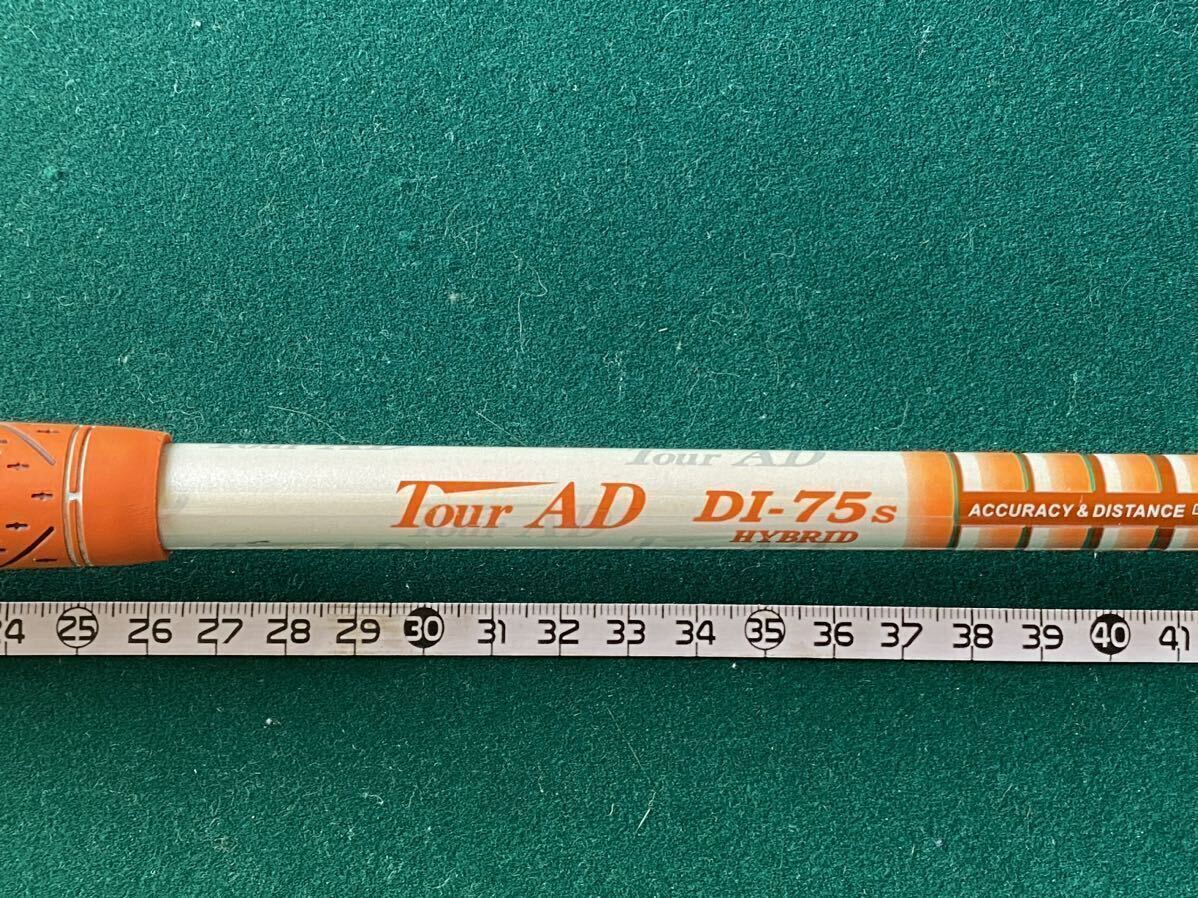 Tour AD
Tour AD DI-75s
HYBRID
ACCURACY & DISTANCE
24 25 26 27 28 29 30 31 32 33 34 35 36 37 38 39 40 41